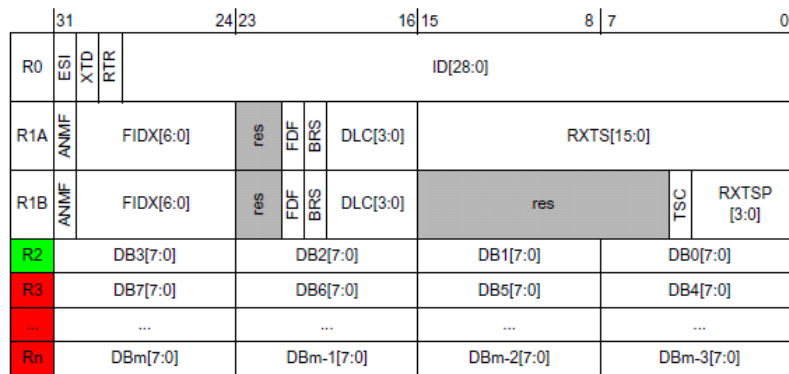 31 24 23 16 15 8 7 0
R0 ESI XTD RTR ID[28:0]
R1A ANMF FIDX[6:0] res FDF BRS DLC[3:0] RXTS[15:0]
R1B ANMF FIDX[6:0] res FDF BRS DLC[3:0] res TSC RXTSP
[3:0]
R2 DB3[7:0] DB2[7:0] DB1[7:0] DB0[7:0]
R3 DB7[7:0] DB6[7:0] DB5[7:0] DB4[7:0]
... ... ... ... ...
Rn DBm[7:0] DBm-1[7:0] DBm-2[7:0] DBm-3[7:0]